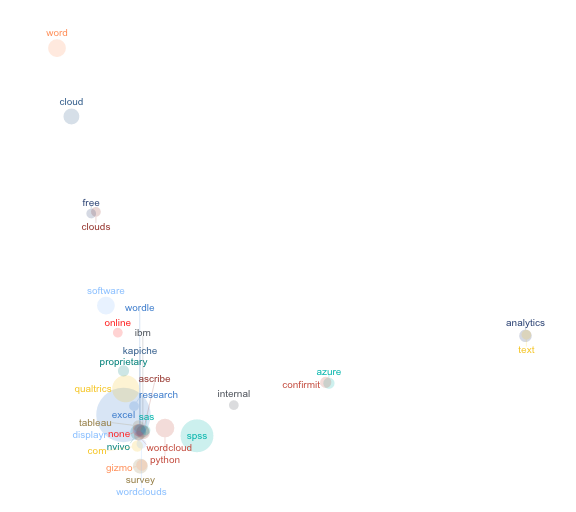 word
cloud
free
clouds
software
wordle
online
ibm
analytics
text
kapiche
proprietary
azure
confirmit
ascribe
qualtrics
research
internal
excel
sas
tableau
displayr
none
spss
nvivo
wordcloud
com
python
gizmo
survey
wordclouds